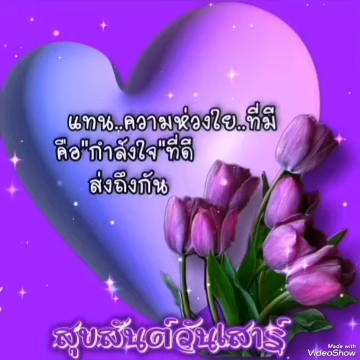 แทน..ความห่วงใย..ที่มี
คือ"กำลังใจ"ที่ดี
ส่งถึงกัน
สุขสันต์วันเสาร์
Made with
VideoShow